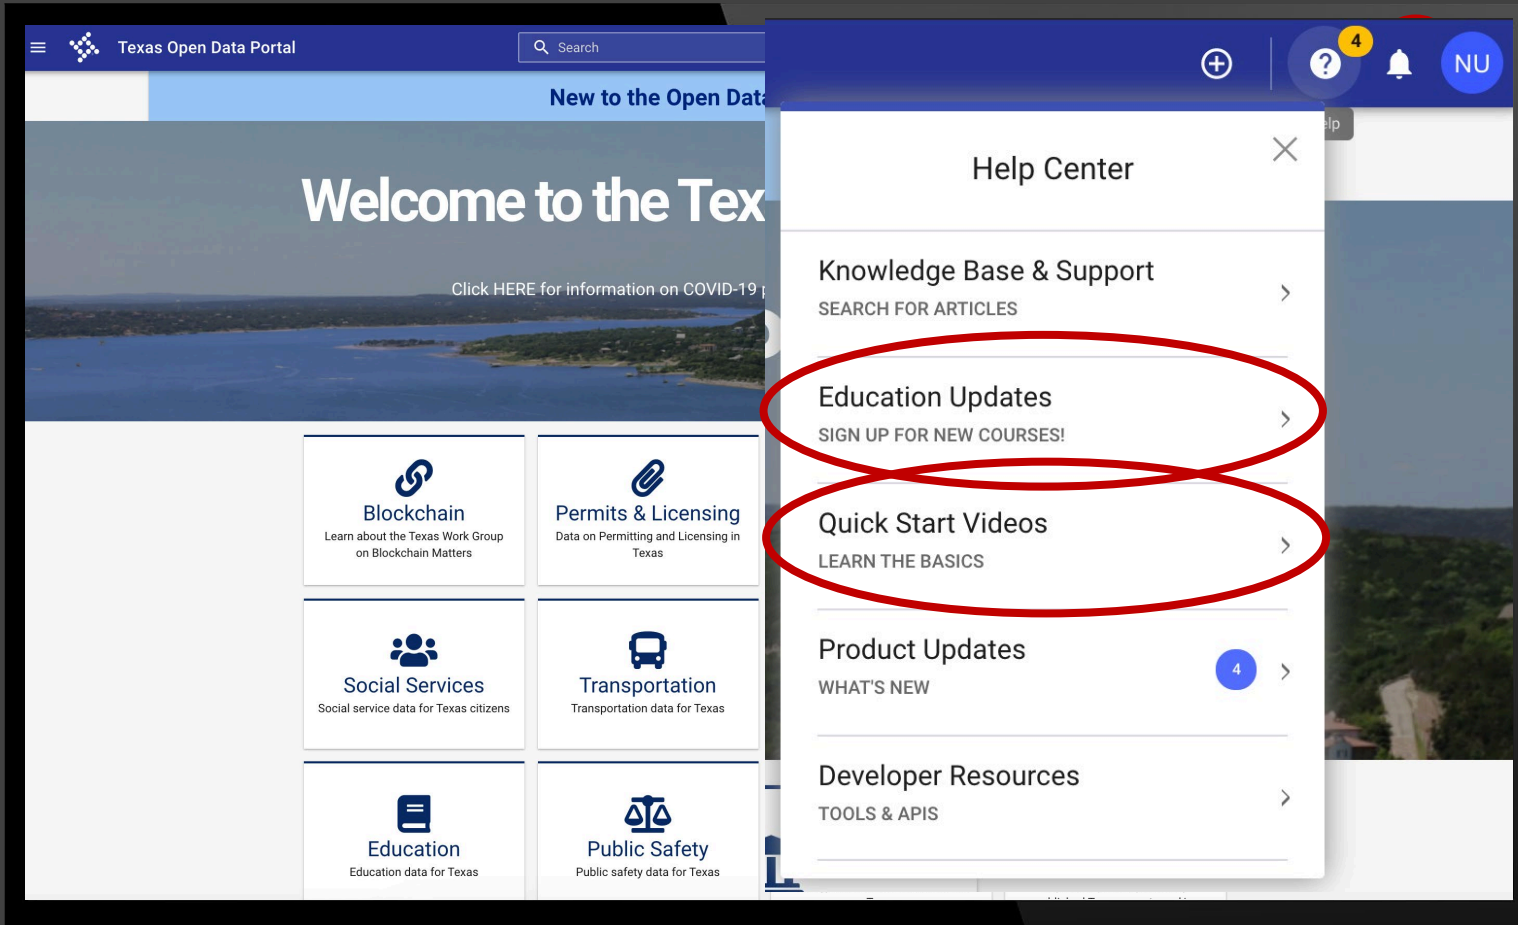 Texas Open Data Portal
Search
New to the Open Data
Welcome to the Tex
Click HERE for information on COVID-19
Blockchain
Learn about the Texas Work Group
on Blockchain Matters
Permits & Licensing
Data on Permitting and Licensing in
Texas
Social Services
Social service data for Texas citizens
Transportation
Transportation data for Texas
Education
Education data for Texas
Public Safety
Public safety data for Texas
4
?
NU
elp
Help Center
Knowledge Base & Support
SEARCH FOR ARTICLES
Education Updates
SIGN UP FOR NEW COURSES!
Quick Start Videos
LEARN THE BASICS
Product Updates
WHAT'S NEW
4
Developer Resources
TOOLS & APIS